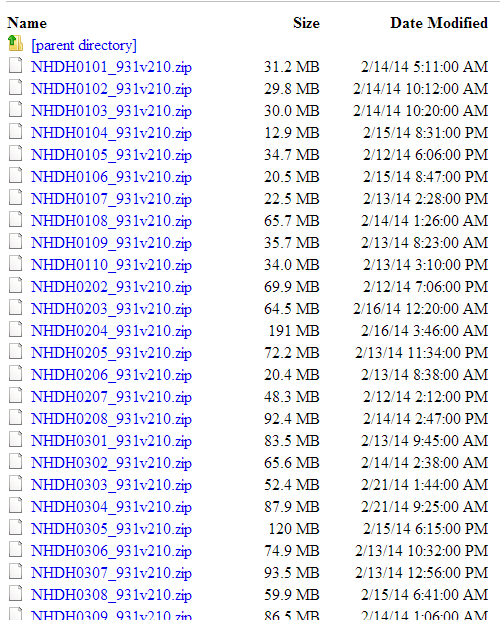 Name Size Date Modified
[parent directory]
NHDH0101_931v210.zip 31.2 MB 2/14/14 5:11:00 AM
NHDH0102_931v210.zip 29.8 MB 2/14/14 10:12:00 AM
NHDH0103_931v210.zip 30.0 MB 2/14/14 10:20:00 AM
NHDH0104_931v210.zip 12.9 MB 2/15/14 8:31:00 PM
NHDH0105_931v210.zip 34.7 MB 2/12/14 6:06:00 PM
NHDH0106_931v210.zip 20.5 MB 2/15/14 8:47:00 PM
NHDH0107_931v210.zip 22.5 MB 2/13/14 2:28:00 PM
NHDH0108_931v210.zip 65.7 MB 2/14/14 1:26:00 AM
NHDH0109_931v210.zip 35.7 MB 2/13/14 8:23:00 AM
NHDH0110_931v210.zip 34.0 MB 2/13/14 3:10:00 PM
NHDH0202_931v210.zip 69.9 MB 2/12/14 7:06:00 PM
NHDH0203_931v210.zip 64.5 MB 2/16/14 12:20:00 AM
NHDH0204_931v210.zip 191 MB 2/16/14 3:46:00 AM
NHDH0205_931v210.zip 72.2 MB 2/13/14 11:34:00 PM
NHDH0206_931v210.zip 20.4 MB 2/13/14 8:38:00 AM
NHDH0207_931v210.zip 48.3 MB 2/12/14 2:12:00 PM
NHDH0208_931v210.zip 92.4 MB 2/14/14 2:47:00 PM
NHDH0301_931v210.zip 83.5 MB 2/13/14 9:45:00 AM
NHDH0302_931v210.zip 65.6 MB 2/14/14 2:38:00 AM
NHDH0303_931v210.zip 52.4 MB 2/21/14 1:44:00 AM
NHDH0304_931v210.zip 87.9 MB 2/21/14 9:25:00 AM
NHDH0305_931v210.zip 120 MB 2/15/14 6:15:00 PM
NHDH0306_931v210.zip 74.9 MB 2/13/14 10:32:00 PM
NHDH0307_931v210.zip 93.5 MB 2/13/14 12:56:00 PM
NHDH0308_931v210.zip 59.9 MB 2/15/14 6:41:00 AM
NHDH0309_931v210.zip 86.5 MB 2/14/14 1:06:00 AM